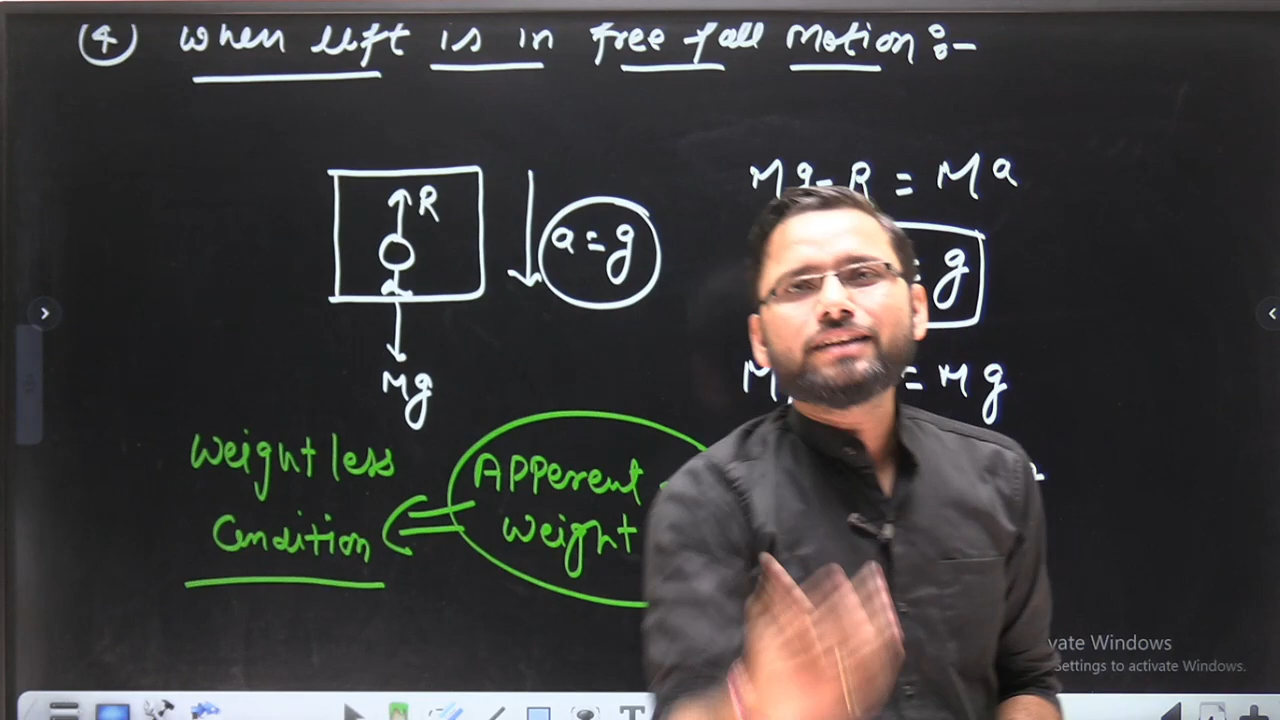 (4) When lift is in free fall Motion :-
R
a = g
Mg
Mg - R = Ma
= g
= Mg
Weight less
Condition
Apperent
Weight
vate Windows
Settings to activate Windows.